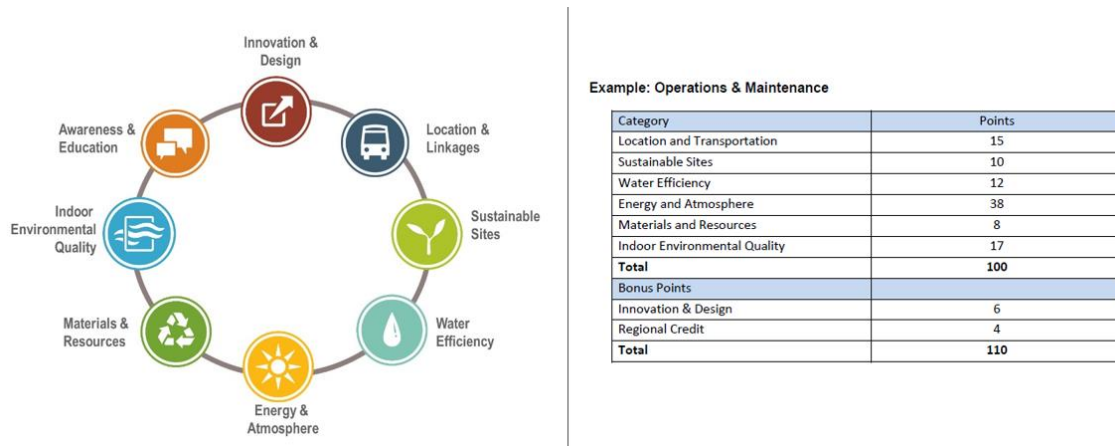 Innovation &
Design
Location &
Linkages
Sustainable
Sites
Water
Efficiency
Energy &
Atmosphere
Materials &
Resources
Indoor
Environmental
Quality
Awareness &
Education
Example: Operations & Maintenance
Category Points
Location and Transportation 15
Sustainable Sites 10
Water Efficiency 12
Energy and Atmosphere 38
Materials and Resources 8
Indoor Environmental Quality 17
Total 100
Bonus Points
Innovation & Design 6
Regional Credit 4
Total 110